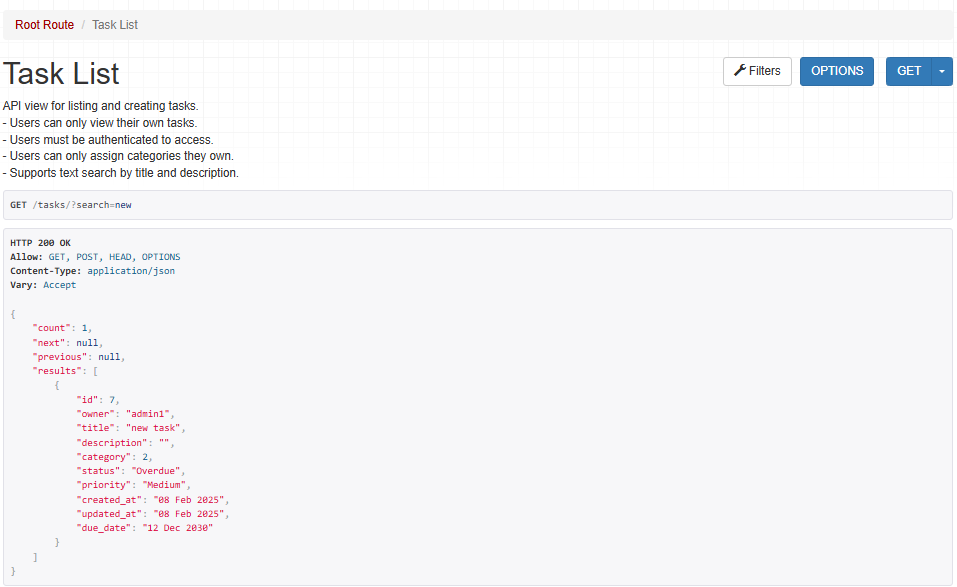 Root Route / Task List
Task List
Filters
OPTIONS
GET
API view for listing and creating tasks.
- Users can only view their own tasks.
- Users must be authenticated to access.
- Users can only assign categories they own.
- Supports text search by title and description.
GET /tasks/?search=new
HTTP 200 OK
Allow: GET, POST, HEAD, OPTIONS
Content-Type: application/json
Vary: Accept
{
    "count": 1,
    "next": null,
    "previous": null,
    "results": [
        {
            "id": 7,
            "owner": "admin1",
            "title": "new task",
            "description": "",
            "category": 2,
            "status": "Overdue",
            "priority": "Medium",
            "created_at": "08 Feb 2025",
            "updated_at": "08 Feb 2025",
            "due_date": "12 Dec 2030"
        }
    ]
}